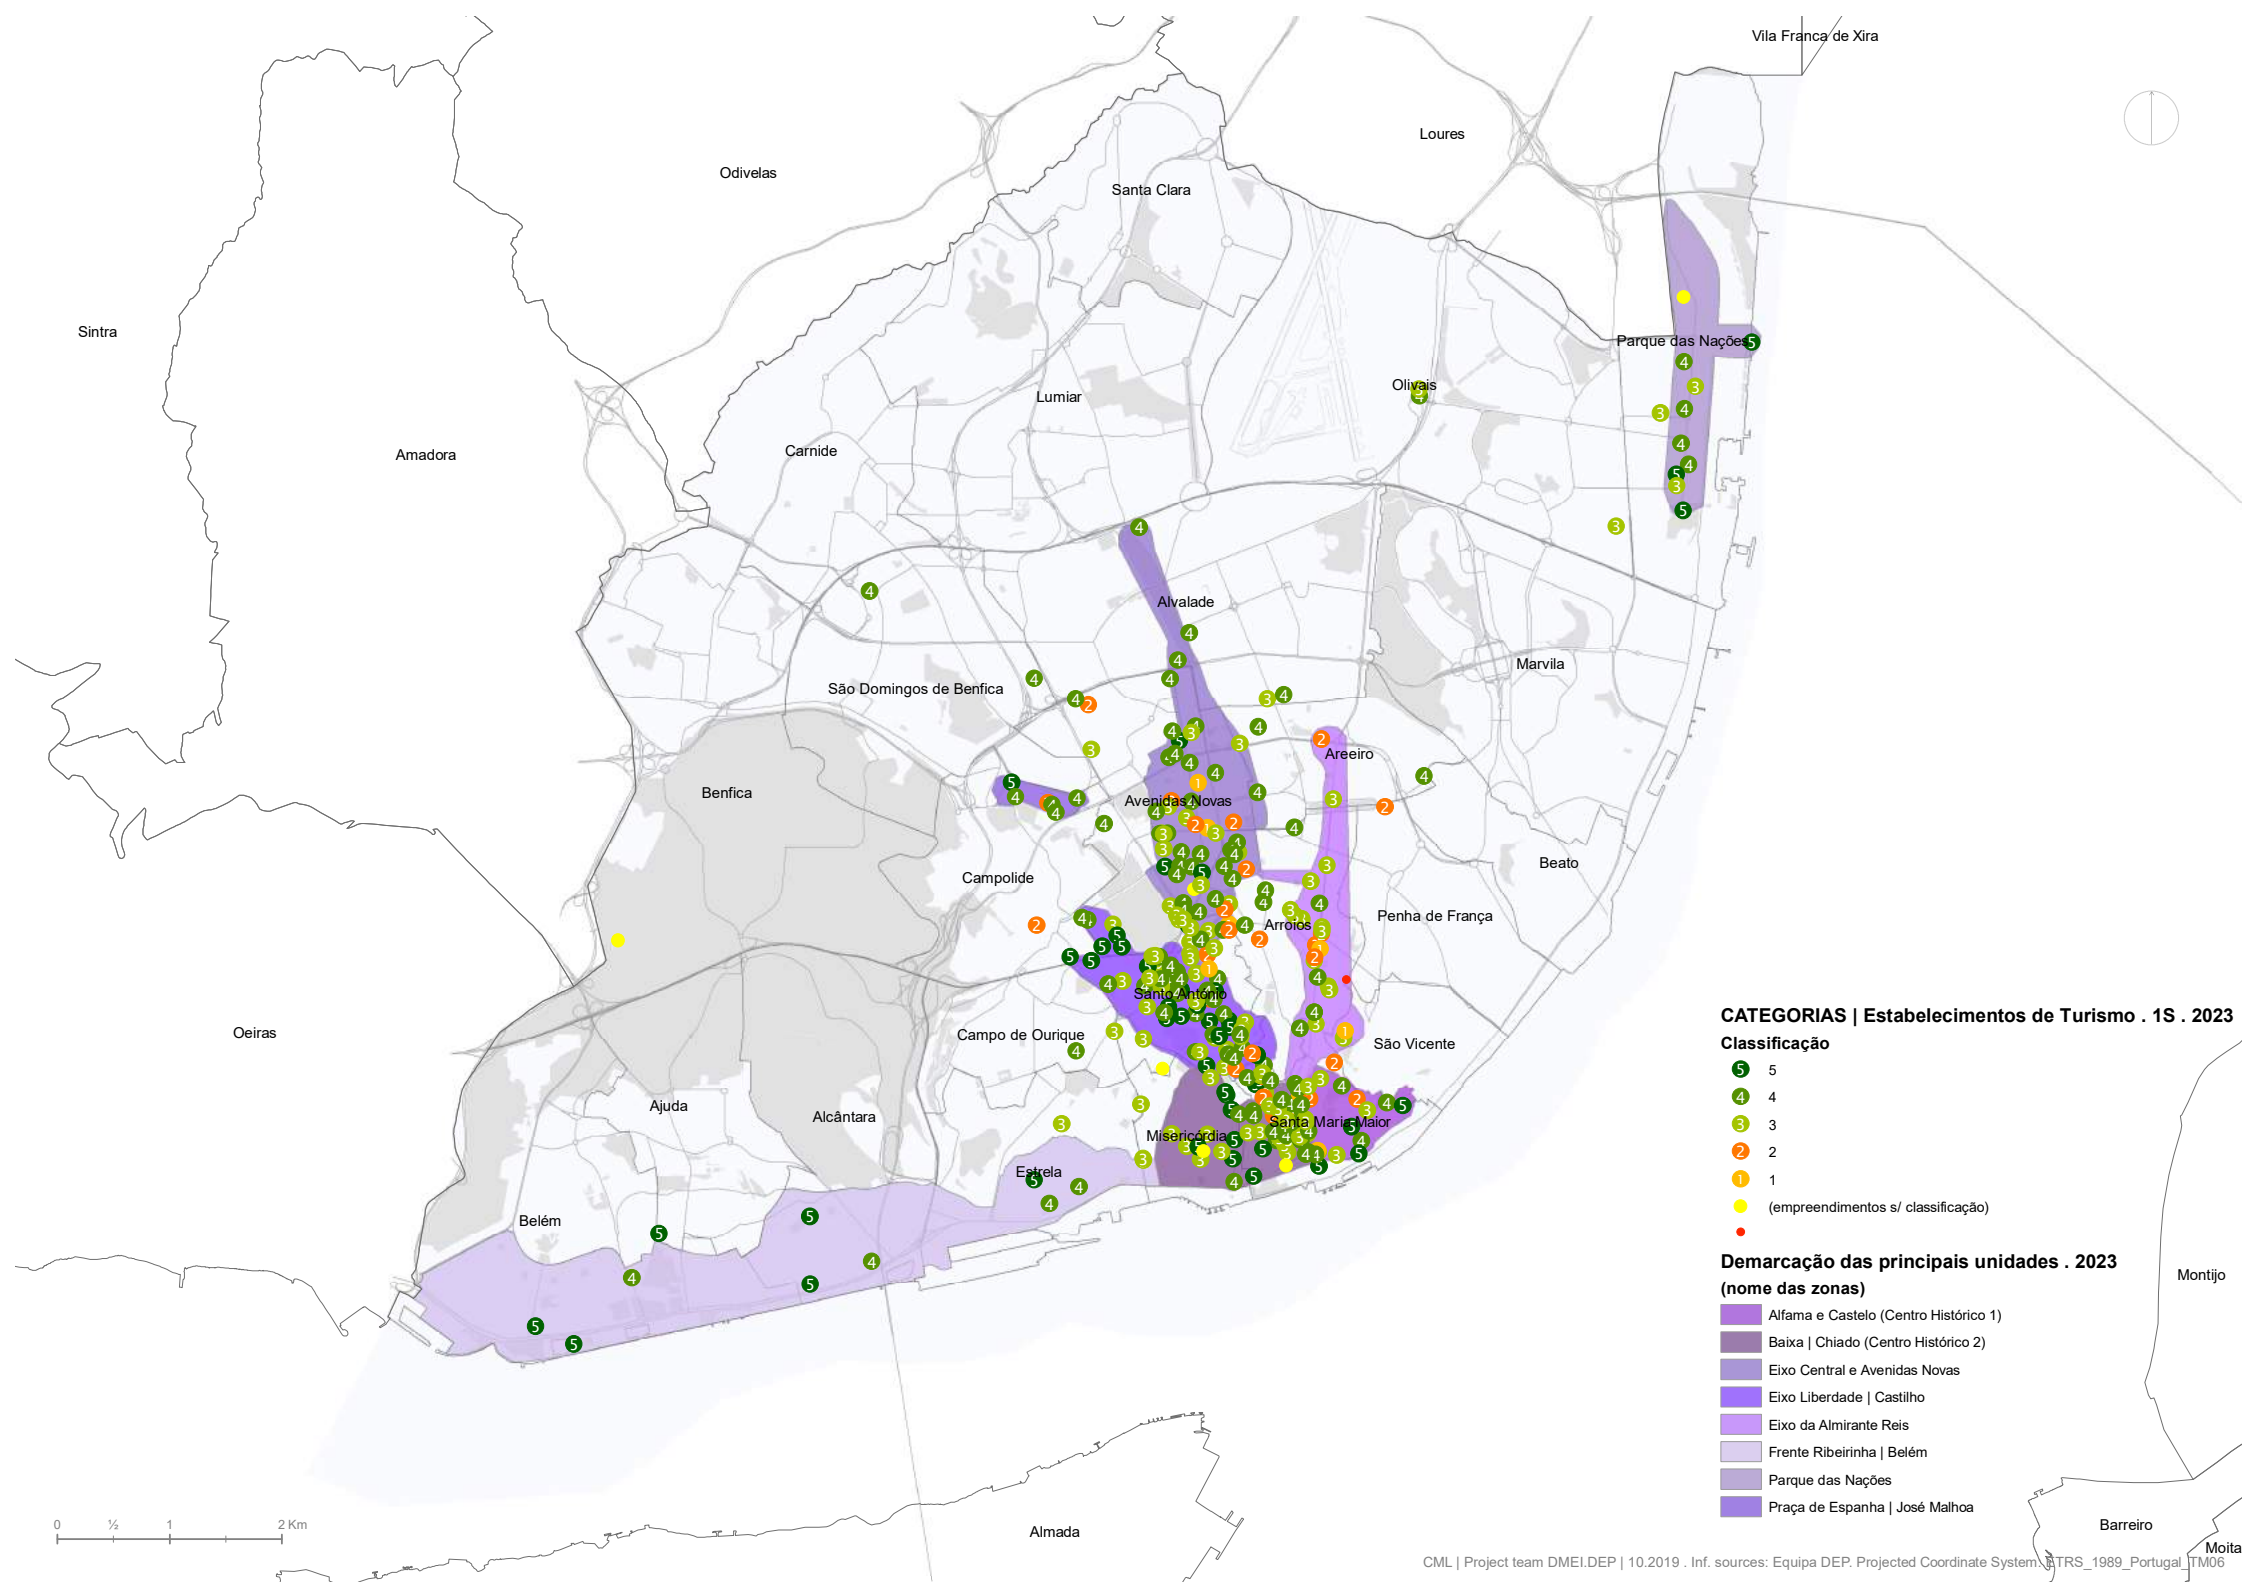 Vila Franca de Xira
Loures
Odivelas
Santa Clara
Sintra
Parque das Nações
Olivais
Lumiar
Carnide
Amadora
Alvalade
Marvila
São Domingos de Benfica
Areeiro
Benfica
Avenidas Novas
Beato
Campolide
Penha de França
Arroios
Santo António
Oeiras
Campo de Ourique
São Vicente
Ajuda
Alcântara
Santa Maria Maior
Misericórdia
Estrela
Belém
Montijo
Almada
Barreiro
Moita
CATEGORIAS | Estabelecimentos de Turismo . 1S . 2023
Classificação
5 5
4 4
3 3
2 2
1 1
(empreendimentos s/ classificação)
Demarcação das principais unidades . 2023
(nome das zonas)
Alfama e Castelo (Centro Histórico 1)
Baixa | Chiado (Centro Histórico 2)
Eixo Central e Avenidas Novas
Eixo Liberdade | Castilho
Eixo da Almirante Reis
Frente Ribeirinha | Belém
Parque das Nações
Praça de Espanha | José Malhoa
0 ½ 1 2 Km
CML | Project team DMEI.DEP | 10.2019 . Inf. sources: Equipa DEP. Projected Coordinate System: ETRS_1989_Portugal_TM06